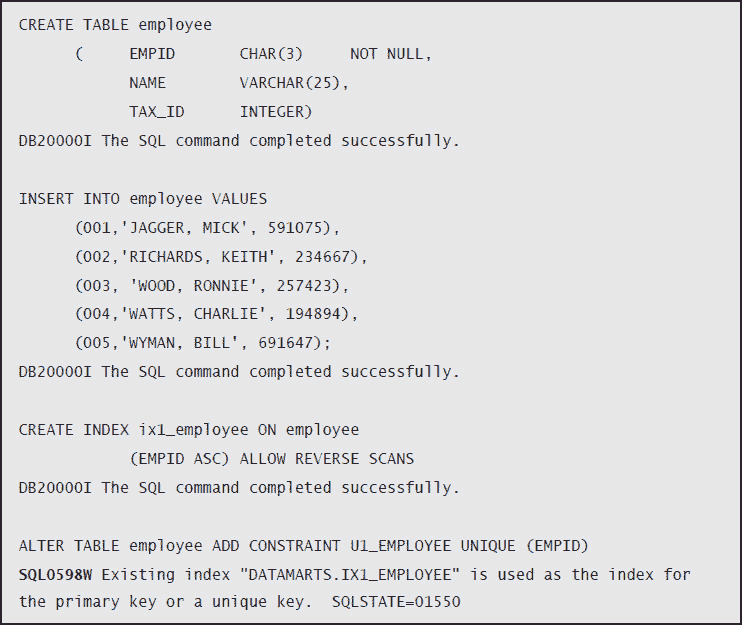 CREATE TABLE employee
( EMPID CHAR(3) NOT NULL,
NAME VARCHAR(25),
TAX_ID INTEGER)
DB20000I The SQL command completed successfully.
INSERT INTO employee VALUES
(001,'JAGGER, MICK', 591075),
(002,'RICHARDS, KEITH', 234667),
(003, 'WOOD, RONNIE', 257423),
(004,'WATTS, CHARLIE', 194894),
(005,'WYMAN, BILL', 691647);
DB20000I The SQL command completed successfully.
CREATE INDEX ix1_employee ON employee
(EMPID ASC) ALLOW REVERSE SCANS
DB20000I The SQL command completed successfully.
ALTER TABLE employee ADD CONSTRAINT U1_EMPLOYEE UNIQUE (EMPID)
SQL0598W Existing index "DATAMARTS.IX1_EMPLOYEE" is used as the index for
the primary key or a unique key. SQLSTATE=01550